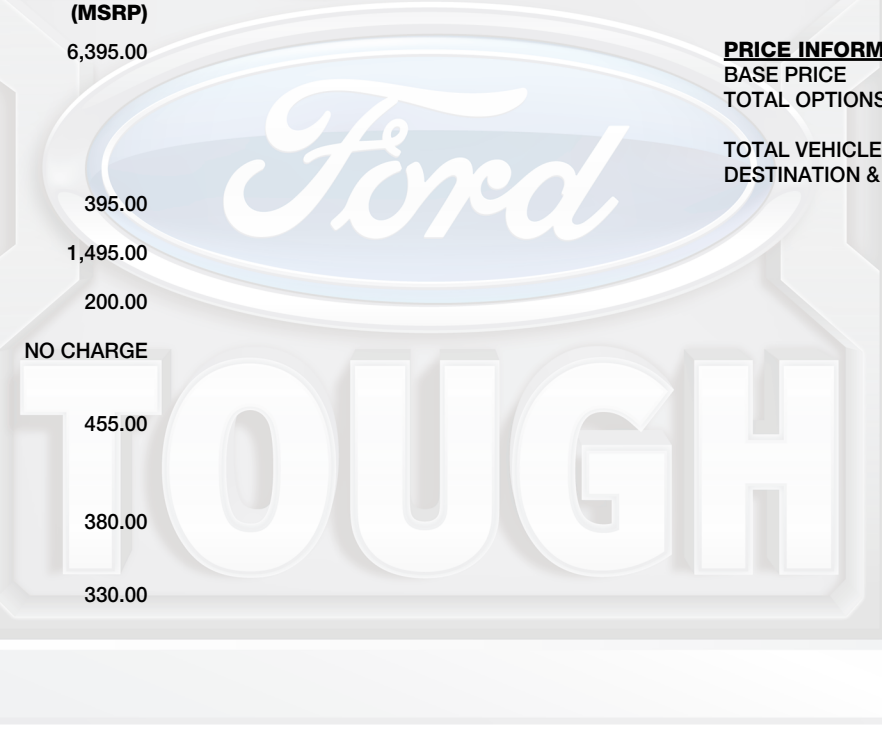 (MSRP)
6,395.00
395.00
1,495.00
200.00
NO CHARGE
455.00
380.00
330.00
PRICE INFORM
BASE PRICE
TOTAL OPTIONS
TOTAL VEHICLE
DESTINATION &
Ford
TOUGH